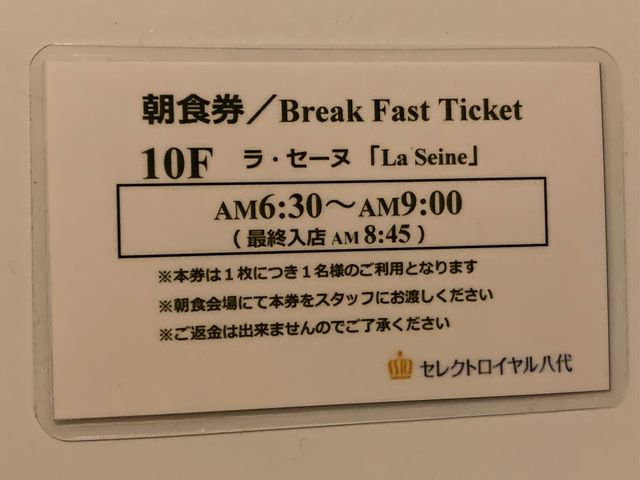 朝食券／Break Fast Ticket
10F ラ・セーヌ 「La Seine」
AM6:30～AM9:00
（最終入店 AM 8:45 ）
※本券は１枚につき１名様のご利用となります
※朝食会場にて本券をスタッフにお渡しください
※ご返金は出来ませんのでご了承ください
セレクトロイヤル八代